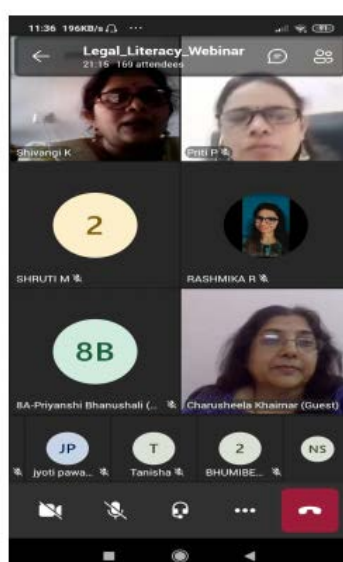 11:36 196KB/s ...
Legal_Literacy_Webinar
21:15 169 attendees
Shivangi K
Priti P
2
SHRUTI M
RASHMIKA R
8B
8A-Priyanshi Bhanushali (...
Charusheela Khairnar (Guest)
JP
T
2
NS
jyoti pawa...
Tanisha
BHUMIBE...